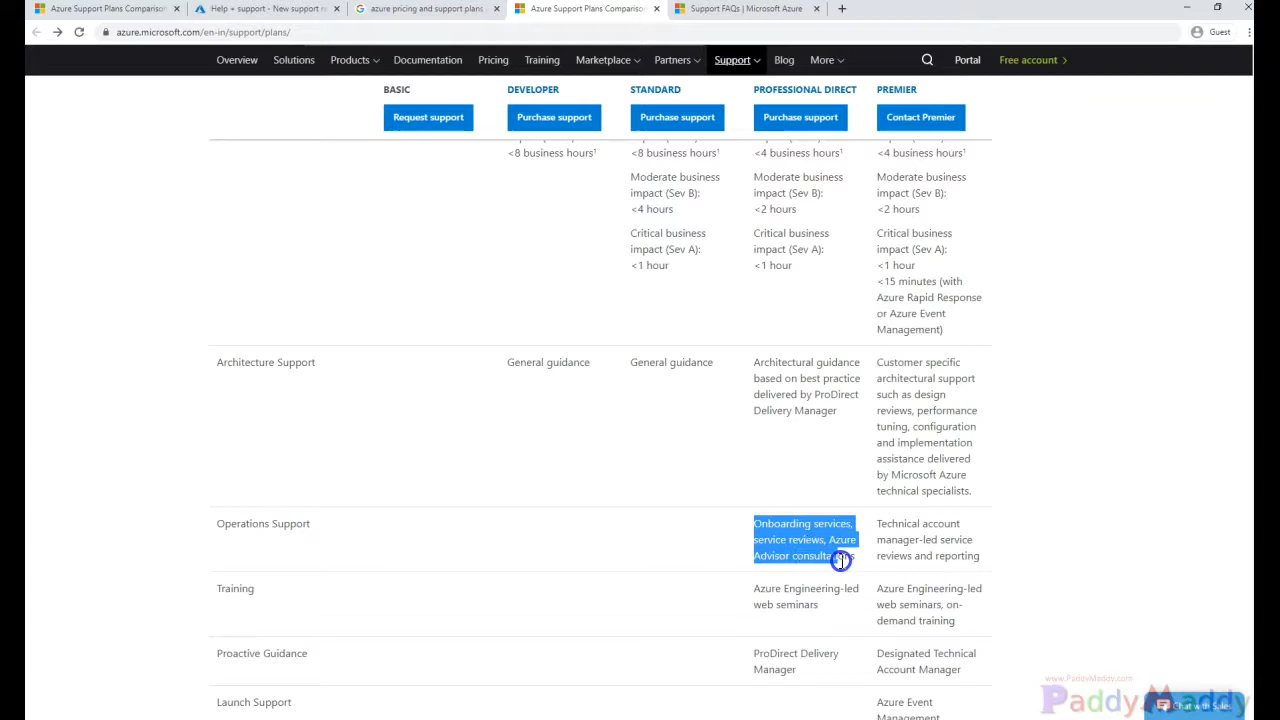 Azure Support Plans Comparison
Help + support - New support re
azure pricing and support plans
Azure Support Plans Comparison
Support FAQs | Microsoft Azure
azure.microsoft.com/en-in/support/plans/
Guest
Overview
Solutions
Products
Documentation
Pricing
Training
Marketplace
Partners
Support
Blog
More
Portal
Free account
BASIC
DEVELOPER
STANDARD
PROFESSIONAL DIRECT
PREMIER
Request support
Purchase support
Purchase support
Purchase support
Contact Premier
<8 business hours¹
<8 business hours¹
Moderate business
impact (Sev B):
<4 hours
Critical business
impact (Sev A):
<1 hour
<4 business hours¹
Moderate business
impact (Sev B):
<2 hours
Critical business
impact (Sev A):
<1 hour
<4 business hours¹
Moderate business
impact (Sev B):
<2 hours
Critical business
impact (Sev A):
<1 hour
<15 minutes (with
Azure Rapid Response
or Azure Event
Management)
Architecture Support
General guidance
General guidance
Architectural guidance
based on best practice
delivered by ProDirect
Delivery Manager
Customer specific
architectural support
such as design
reviews, performance
tuning, configuration
and implementation
assistance delivered
by Microsoft Azure
technical specialists.
Operations Support
Onboarding services,
service reviews, Azure
Advisor consultations
Technical account
manager-led service
reviews and reporting
Training
Azure Engineering-led
web seminars
Azure Engineering-led
web seminars, on-
demand training
Proactive Guidance
ProDirect Delivery
Manager
Designated Technical
Account Manager
Launch Support
Azure Event
Management
www.PaddyMaddy.com
PaddyMaddy
Chat with Sales